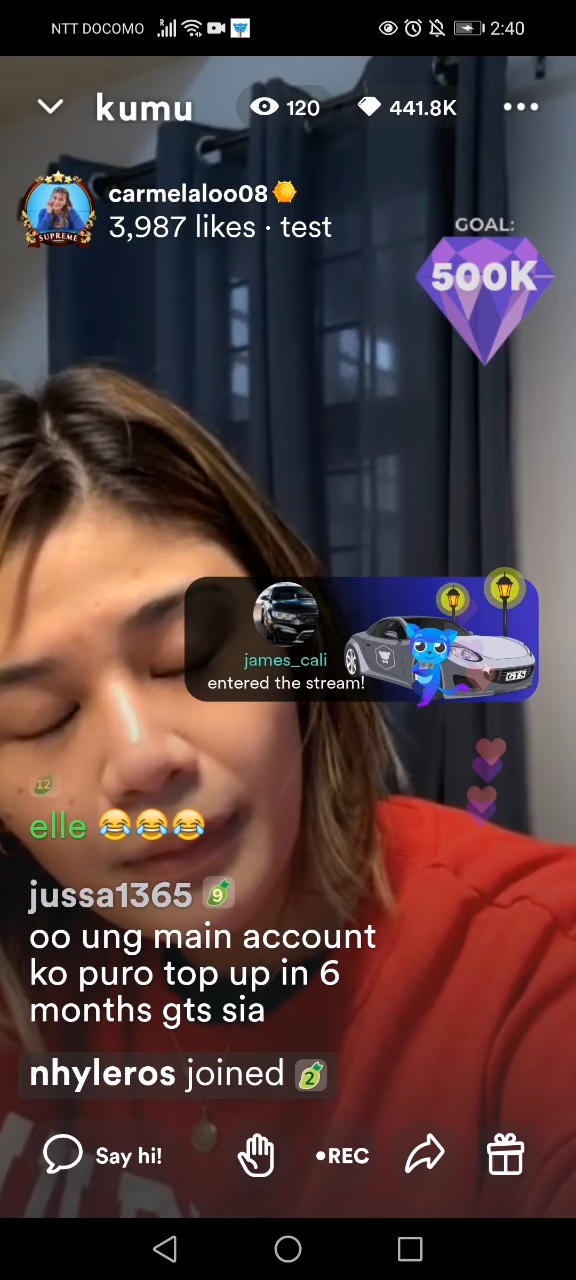 NTT DOCOMO
2:40
kumu
120
441.8K
carmelaloo08
3,987 likes · test
SUPREME
GOAL:
500K
james_cali
entered the stream!
GTS
12
elle 😂😂😂
jussa1365 9
oo ung main account
ko puro top up in 6
months gts sia
nhyleros joined 2
Say hi!
•REC